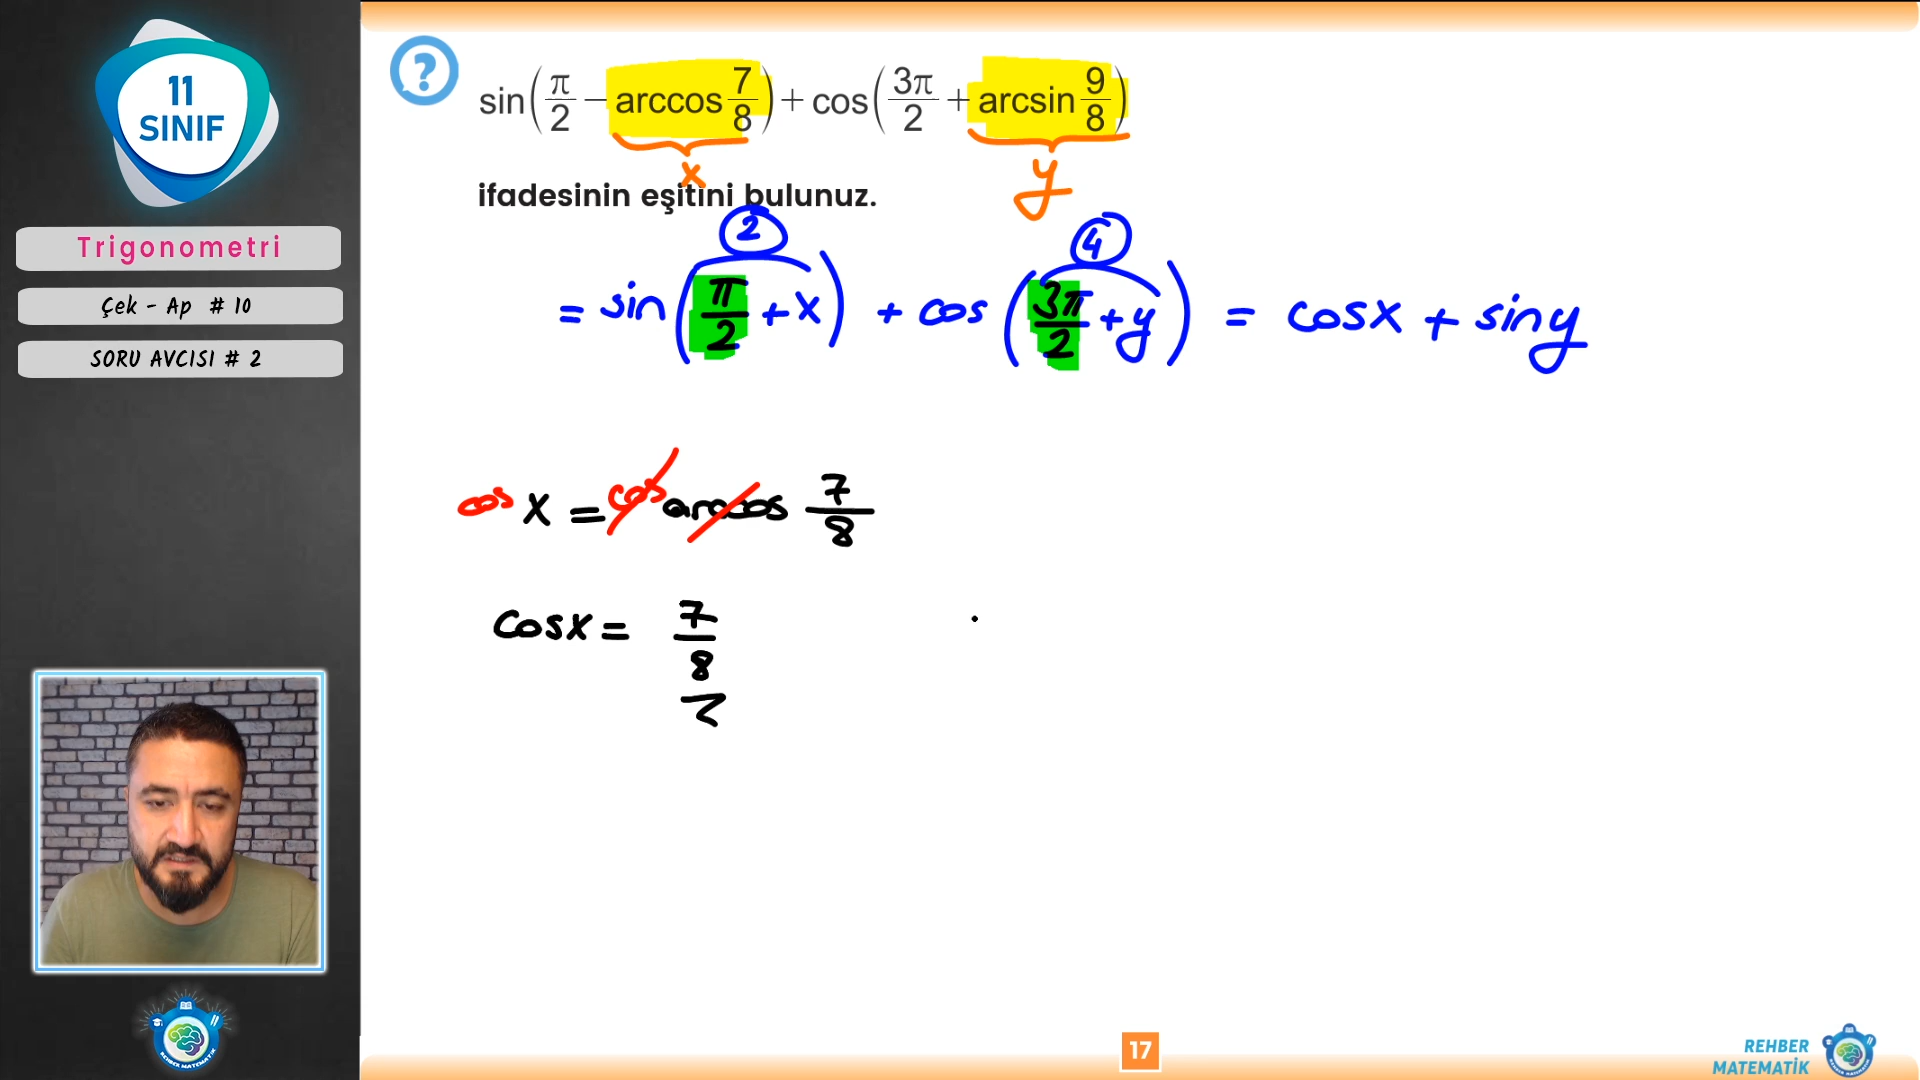 11
SINIF
Trigonometri
Çek - Ap # 10
SORU AVCISI # 2
sin(π/2 − arccos 7/8) + cos(3π/2 + arcsin 9/8)
x
y
ifadesinin eşitini bulunuz.
2
4
= sin(π/2 + x) + cos(3π/2 + y) = cosx + siny
cos x = cos arccos 7/8
cosx = 7/8
17
REHBER
MATEMATİK
REHBER MATEMATİK